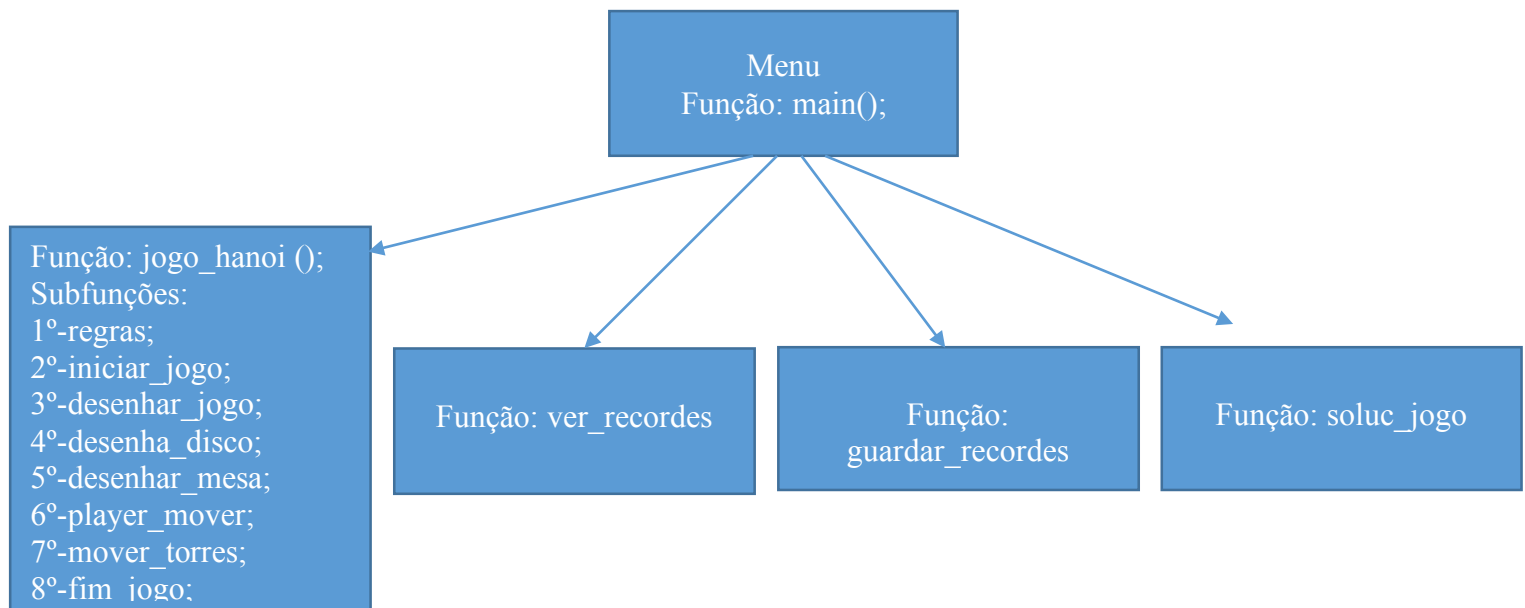 Menu
Função: main();
Função: jogo_hanoi ();
Subfunções:
1º-regras;
2º-iniciar_jogo;
3º-desenhar_jogo;
4º-desenha_disco;
5º-desenhar_mesa;
6º-player_mover;
7º-mover_torres;
8º-fim_jogo;
Função: ver_recordes
Função:
guardar_recordes
Função: soluc_jogo